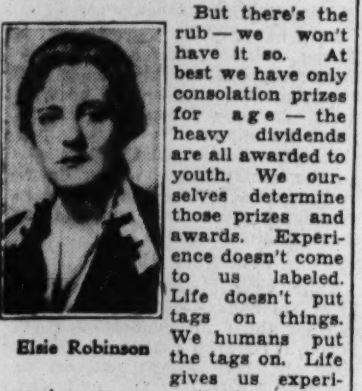 But there's the
rub—we won't
have it so. At
best we have only
consolation prizes
for age — the
heavy dividends
are all awarded to
youth. We our-
selves determine
those prizes and
awards. Experi-
ence doesn't come
to us labeled.
Life doesn't put
tags on things.
We humans put
the tags on. Life
gives us experi-
Elsie Robinson